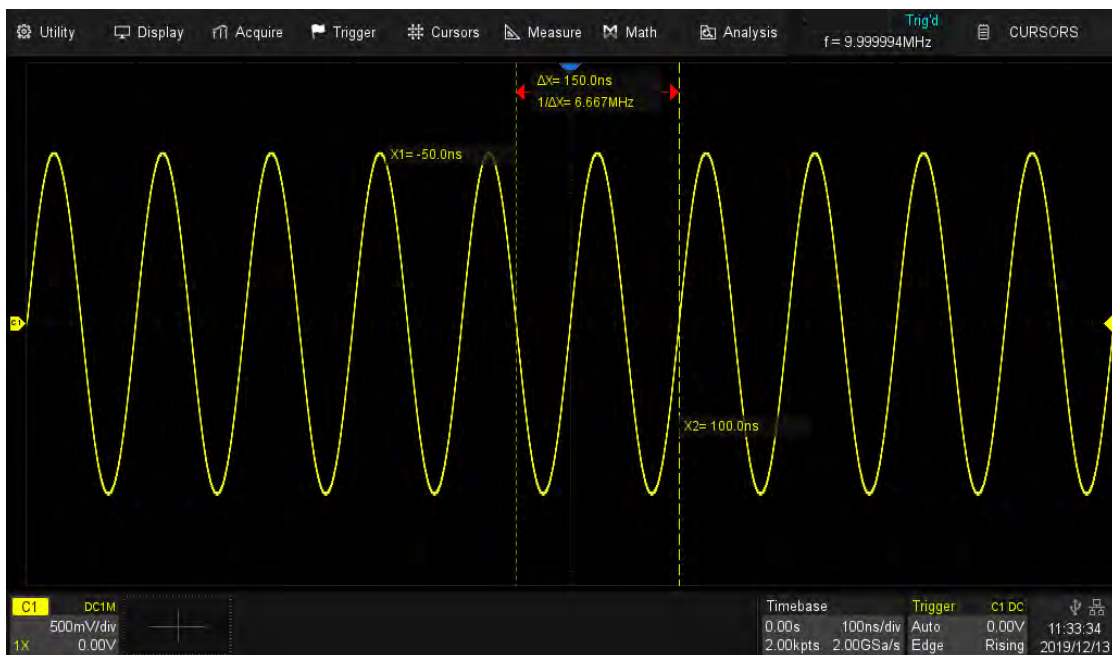 Utility Display Acquire Trigger Cursors Measure Math Analysis
Trig'd
f = 9.999994MHz
CURSORS
ΔX= 150.0ns
1/ΔX= 6.667MHz
X1= -50.0ns
C1
X2= 100.0ns
C1 DC1M
500mV/div
1X 0.00V
Timebase
0.00s 100ns/div
2.00kpts 2.00GSa/s
Trigger C1 DC
Auto 0.00V
Edge Rising
11:33:34
2019/12/13